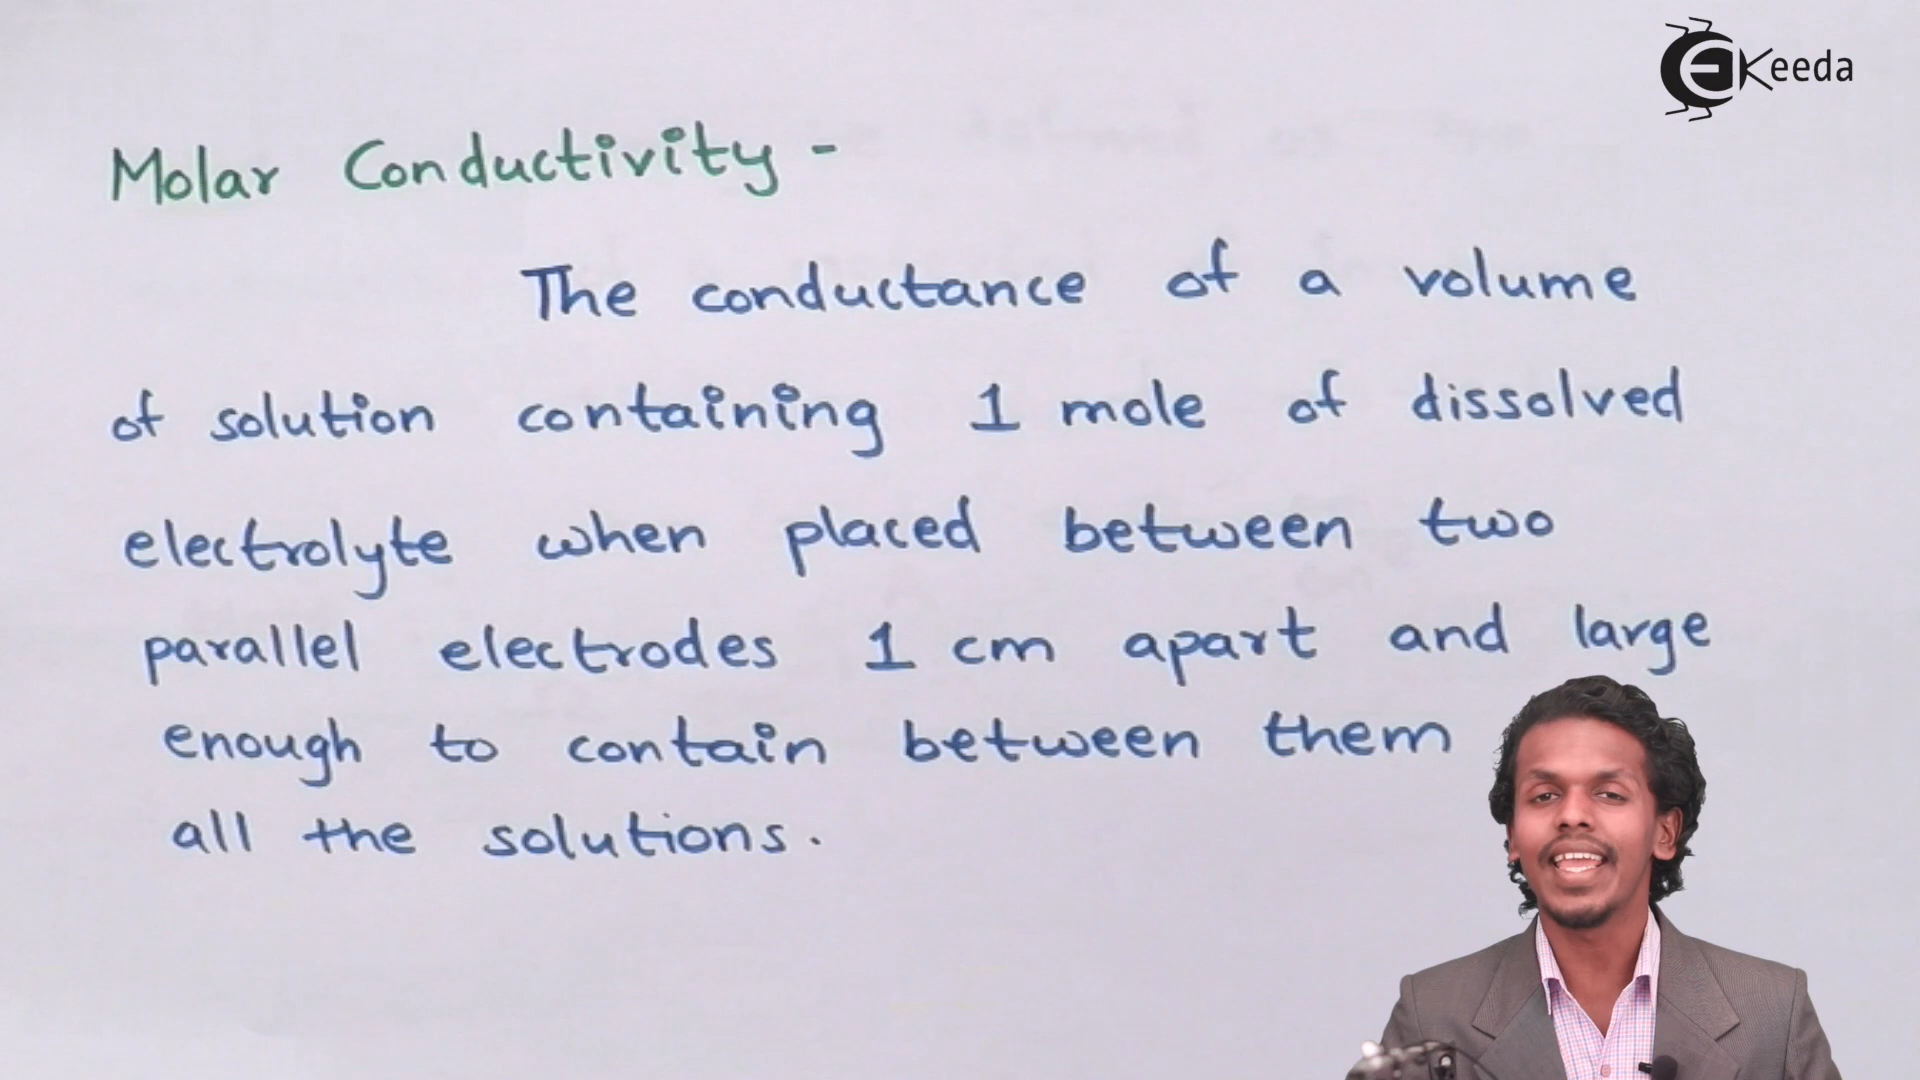 EKeeda
Molar Conductivity -
The conductance of a volume
of solution containing 1 mole of dissolved
electrolyte when placed between two
parallel electrodes 1 cm apart and large
enough to contain between them
all the solutions.